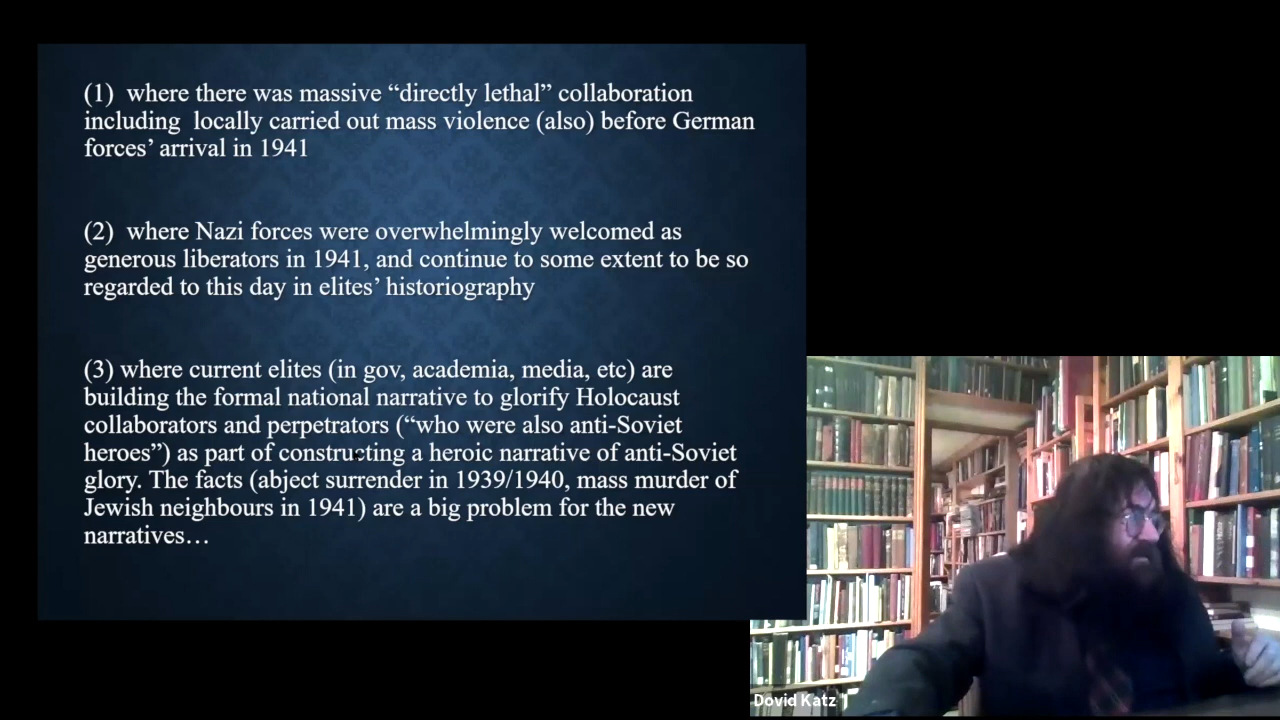 (1)  where there was massive “directly lethal” collaboration
including  locally carried out mass violence (also) before German
forces’ arrival in 1941
(2)  where Nazi forces were overwhelmingly welcomed as
generous liberators in 1941, and continue to some extent to be so
regarded to this day in elites’ historiography
(3) where current elites (in gov, academia, media, etc) are
building the formal national narrative to glorify Holocaust
collaborators and perpetrators (“who were also anti-Soviet
heroes”) as part of constructing a heroic narrative of anti-Soviet
glory. The facts (abject surrender in 1939/1940, mass murder of
Jewish neighbours in 1941) are a big problem for the new
narratives…
Dovid Katz